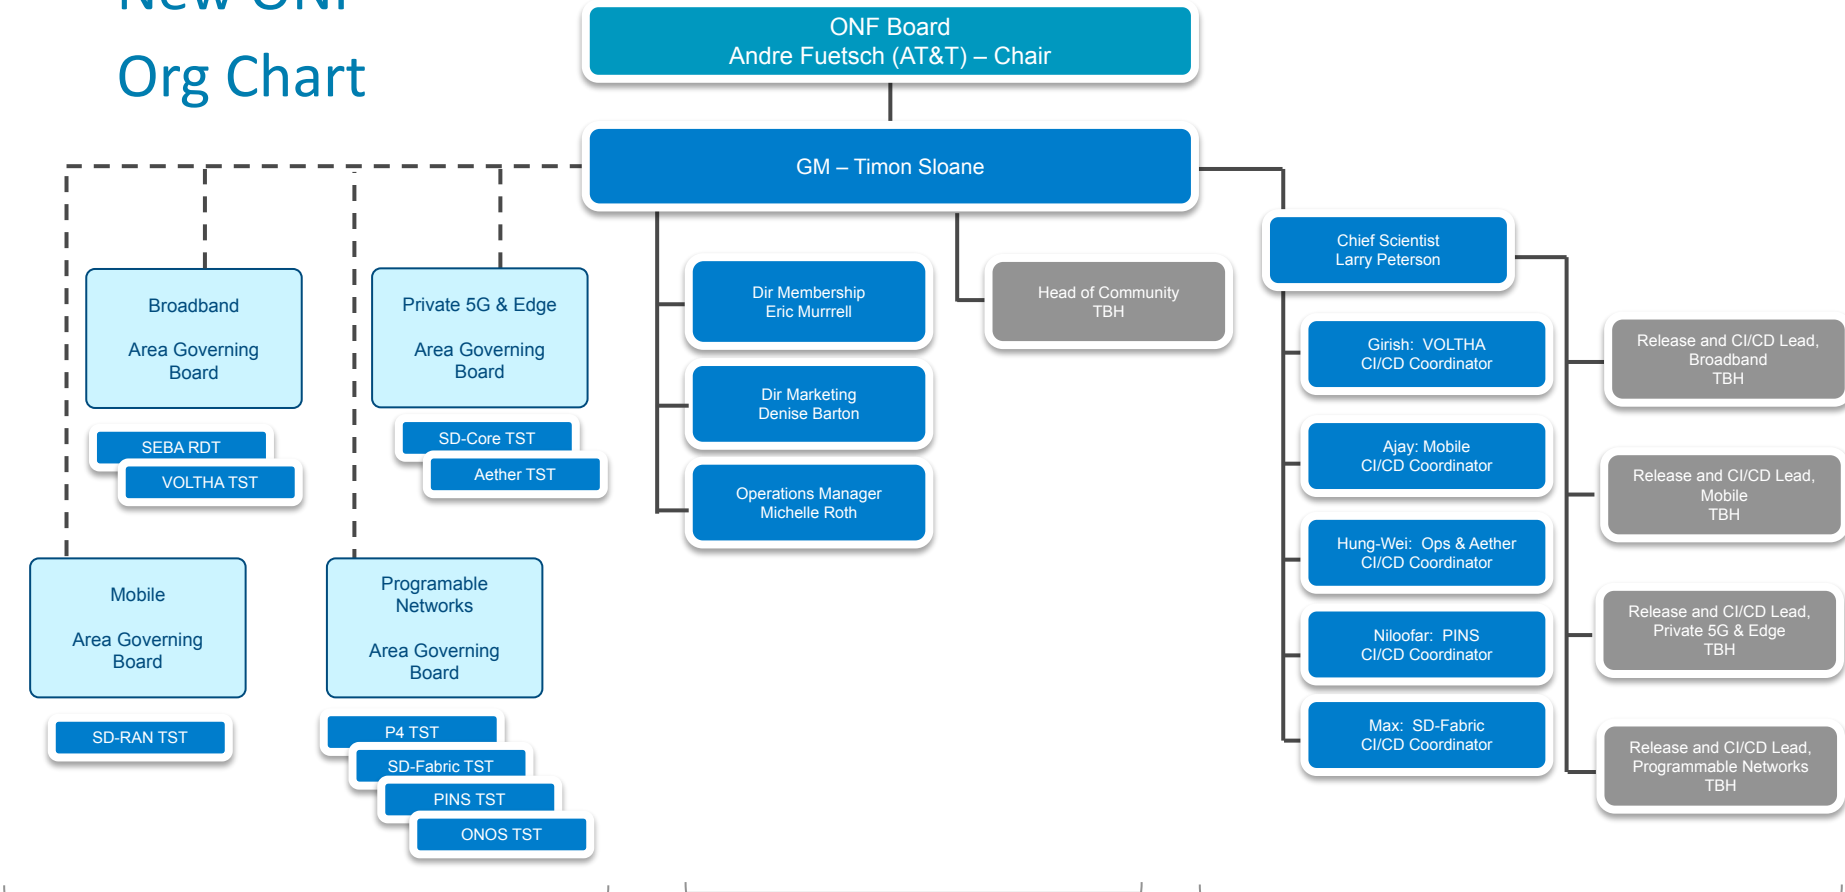 New ONF
Org Chart
ONF Board
Andre Fuetsch (AT&T) – Chair
GM – Timon Sloane
Broadband
Area Governing
Board
SEBA RDT
VOLTHA TST
Private 5G & Edge
Area Governing
Board
SD-Core TST
Aether TST
Mobile
Area Governing
Board
SD-RAN TST
Programable
Networks
Area Governing
Board
P4 TST
SD-Fabric TST
PINS TST
ONOS TST
Dir Membership
Eric Murrrell
Dir Marketing
Denise Barton
Operations Manager
Michelle Roth
Head of Community
TBH
Chief Scientist
Larry Peterson
Girish: VOLTHA
CI/CD Coordinator
Ajay: Mobile
CI/CD Coordinator
Hung-Wei: Ops & Aether
CI/CD Coordinator
Niloofar: PINS
CI/CD Coordinator
Max: SD-Fabric
CI/CD Coordinator
Release and CI/CD Lead,
Broadband
TBH
Release and CI/CD Lead,
Mobile
TBH
Release and CI/CD Lead,
Private 5G & Edge
TBH
Release and CI/CD Lead,
Programmable Networks
TBH